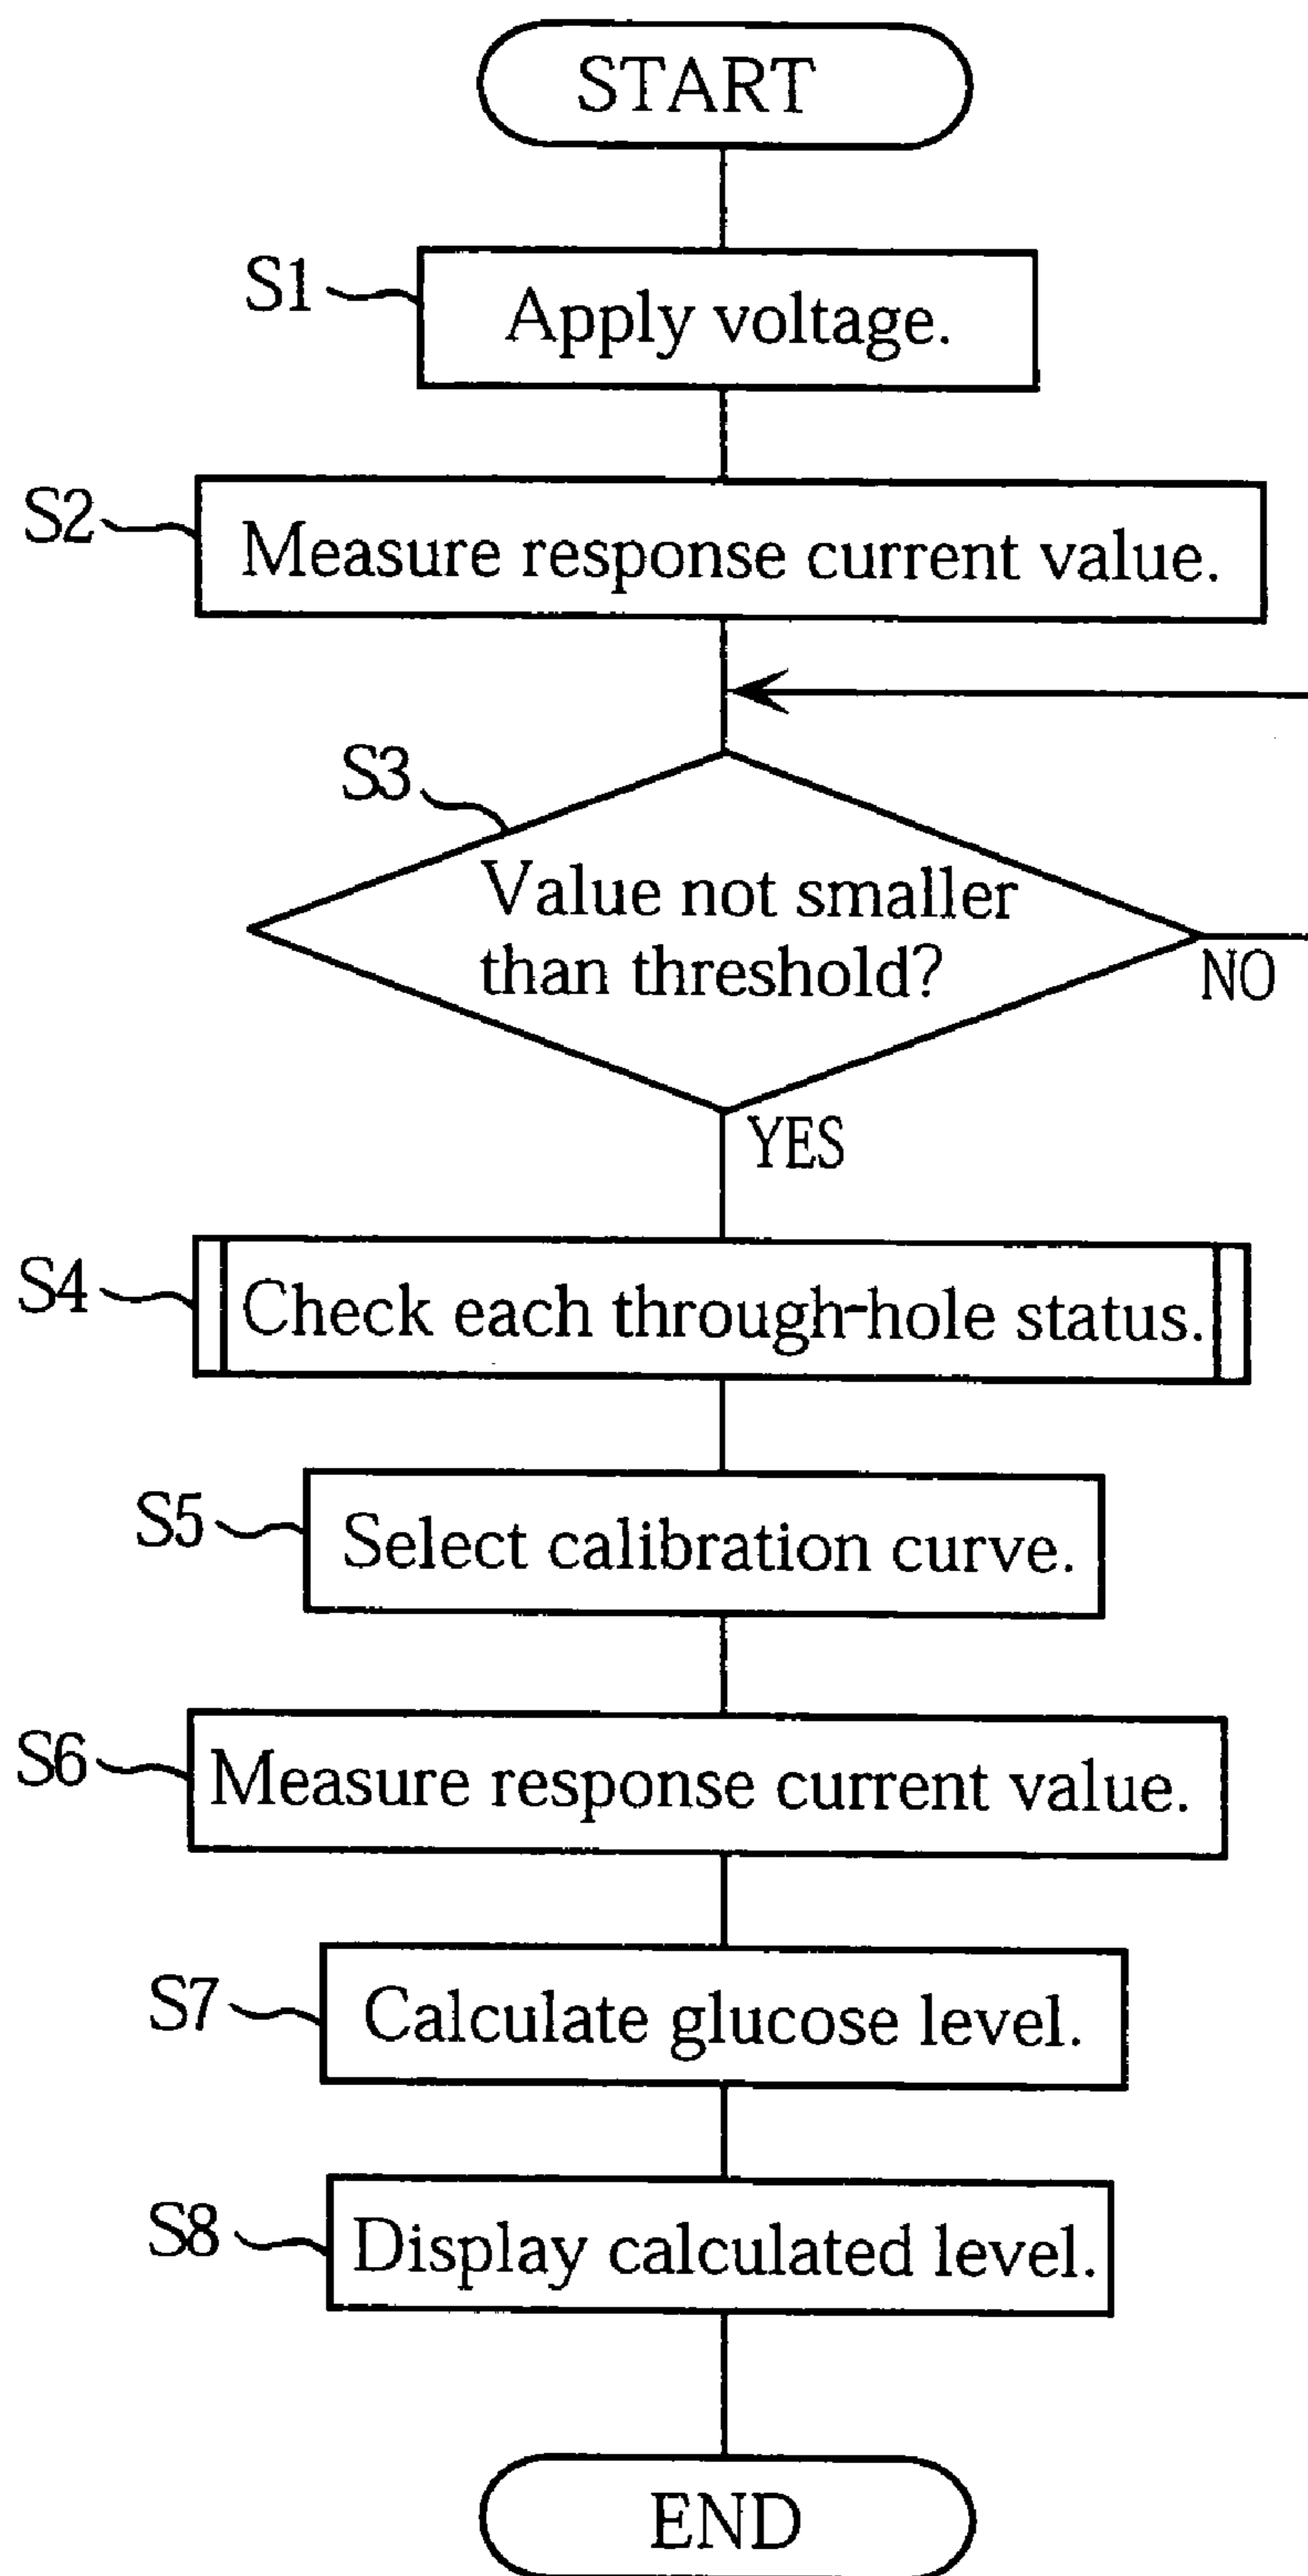 START
S1
Apply voltage.
S2
Measure response current value.
S3
Value not smaller
than threshold?
NO
YES
S4
Check each through-hole status.
S5
Select calibration curve.
S6
Measure response current value.
S7
Calculate glucose level.
S8
Display calculated level.
END